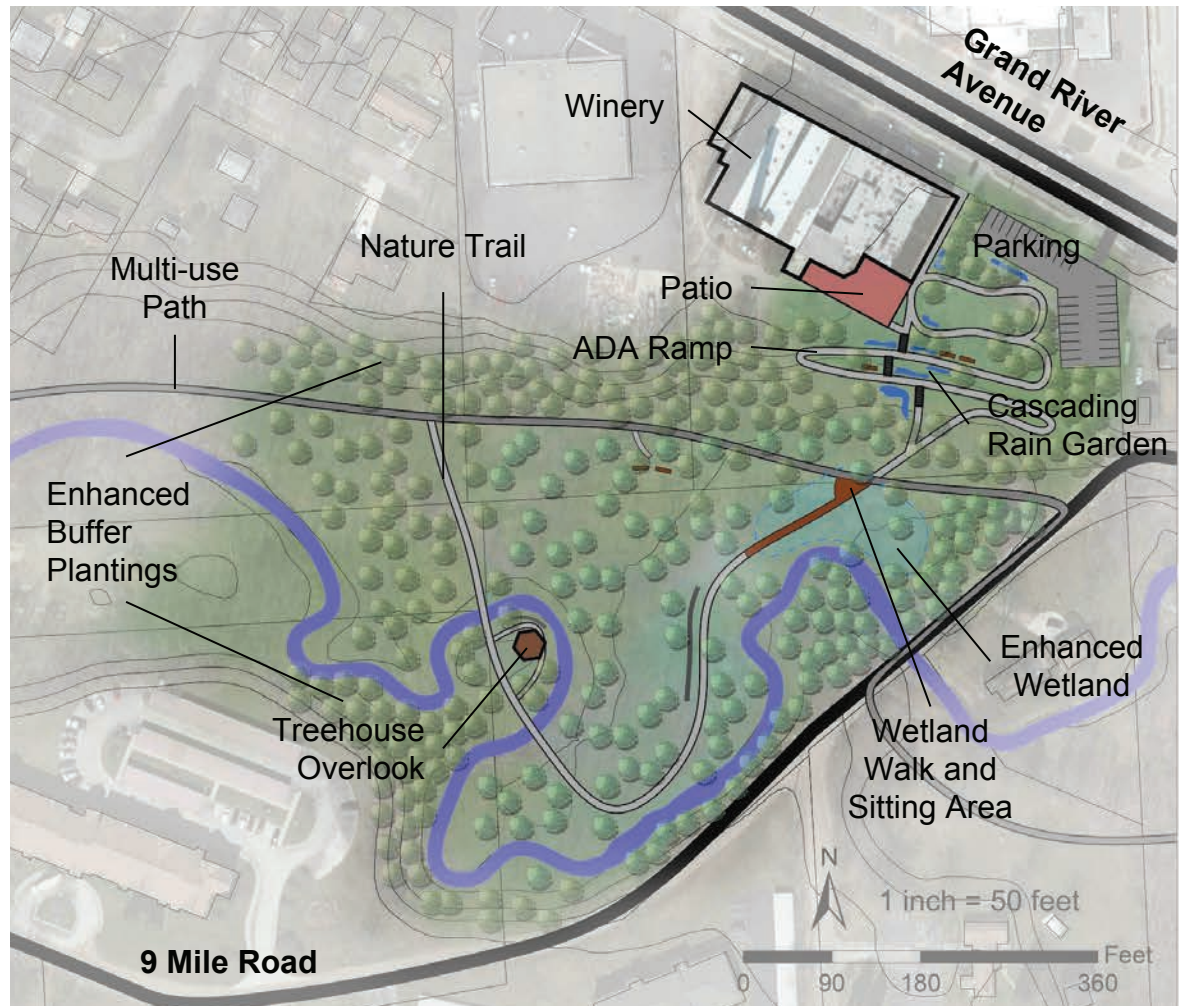 Grand River
Avenue
Winery
Nature Trail
Parking
Multi-use
Path
Patio
ADA Ramp
Cascading
Rain Garden
Enhanced
Buffer
Plantings
Enhanced
Wetland
Treehouse
Overlook
Wetland
Walk and
Sitting Area
N
1 inch = 50 feet
9 Mile Road
Feet
0 90 180 360